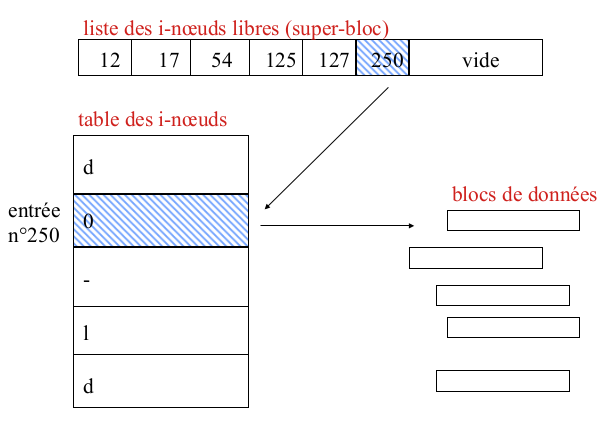 liste des i-nœuds libres (super-bloc)
12 17 54 125 127 250 vide
table des i-nœuds
d
blocs de données
entrée
n°250
0
-
l
d